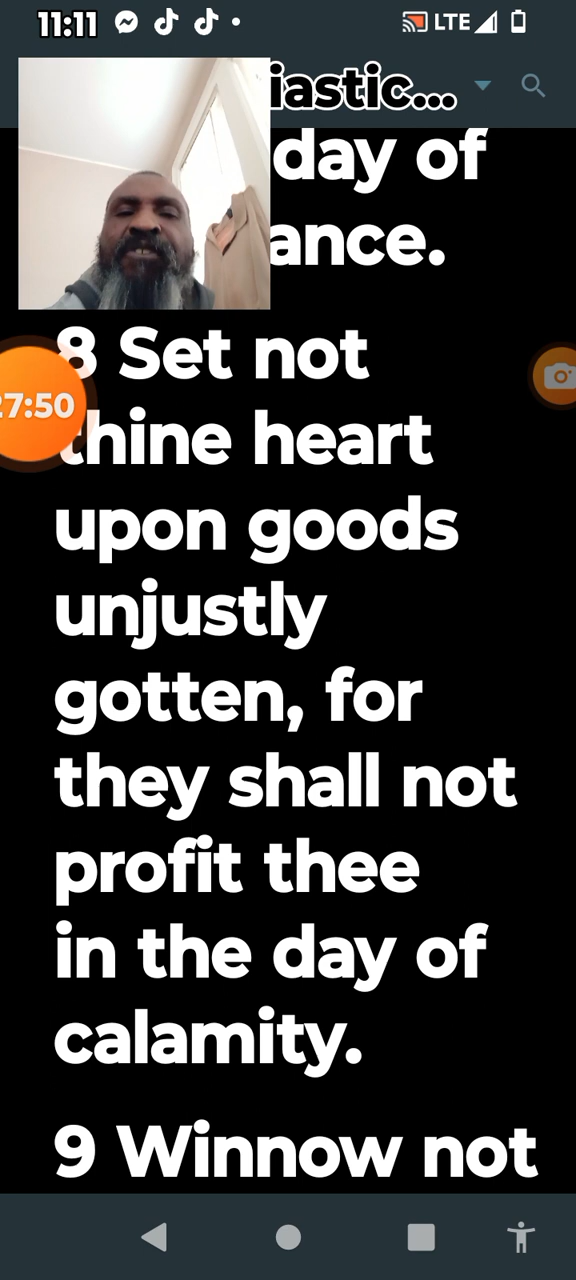 11:11 LTE
iastic...
day of
ance.
8 Set not
27:50
thine heart
upon goods
unjustly
gotten, for
they shall not
profit thee
in the day of
calamity.
9 Winnow not